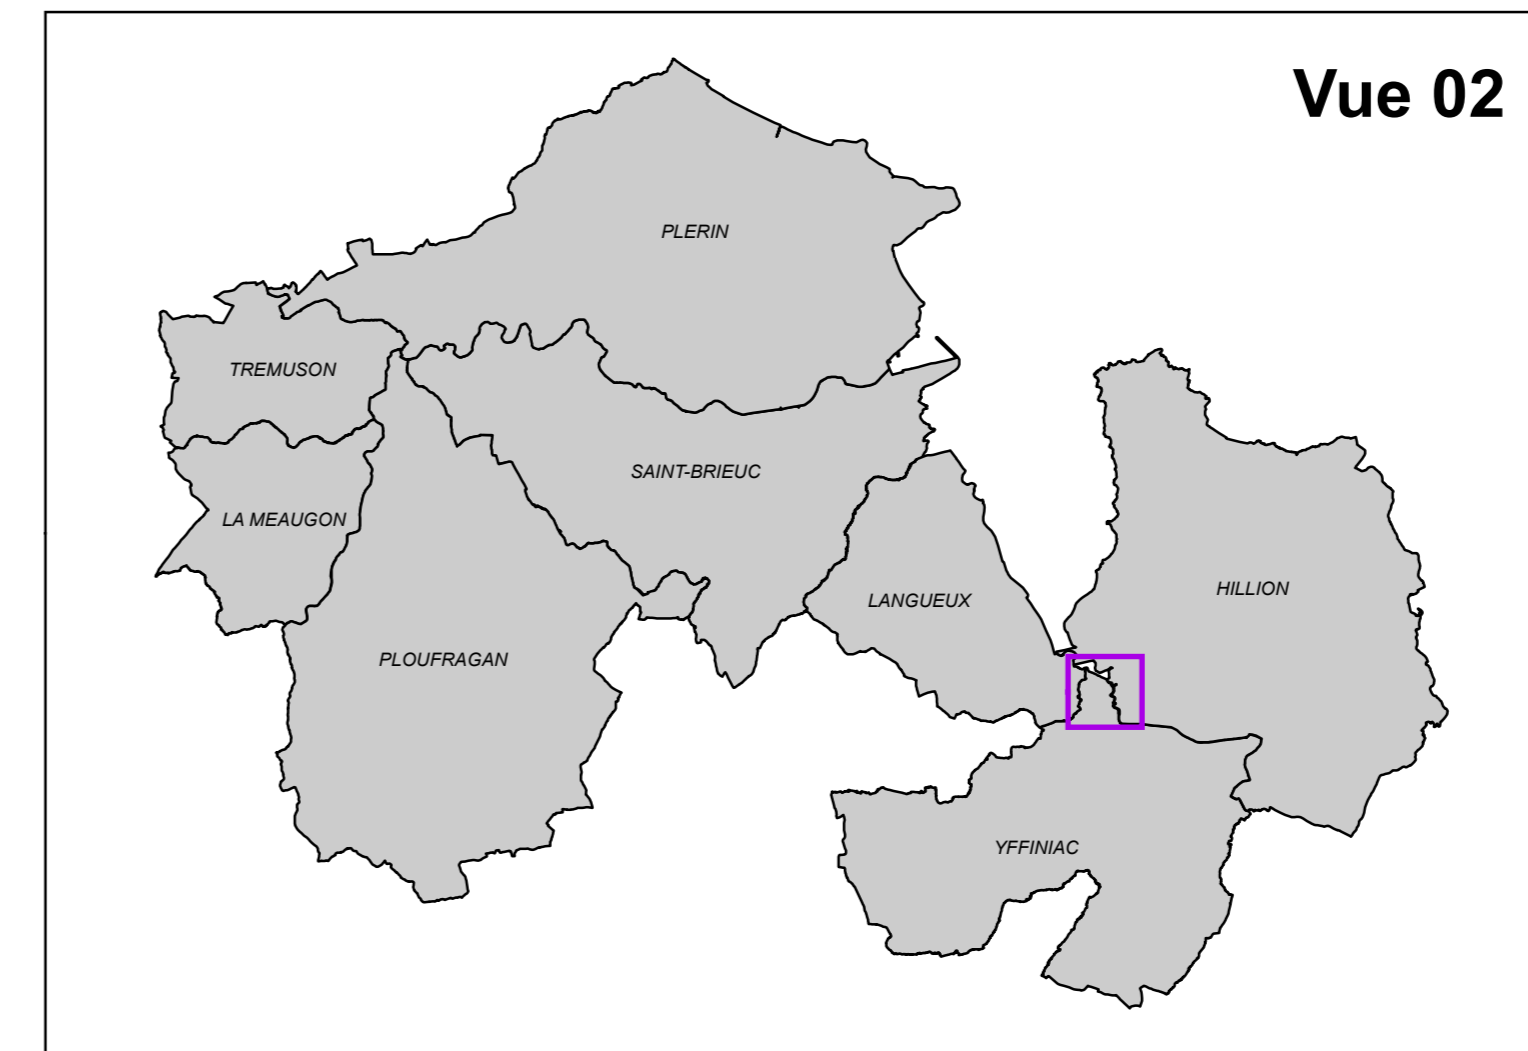 Vue 02
PLERIN
TREMUSON
SAINT-BRIEUC
LA MEAUGON
HILLION
LANGUEUX
PLOUFRAGAN
YFFINIAC